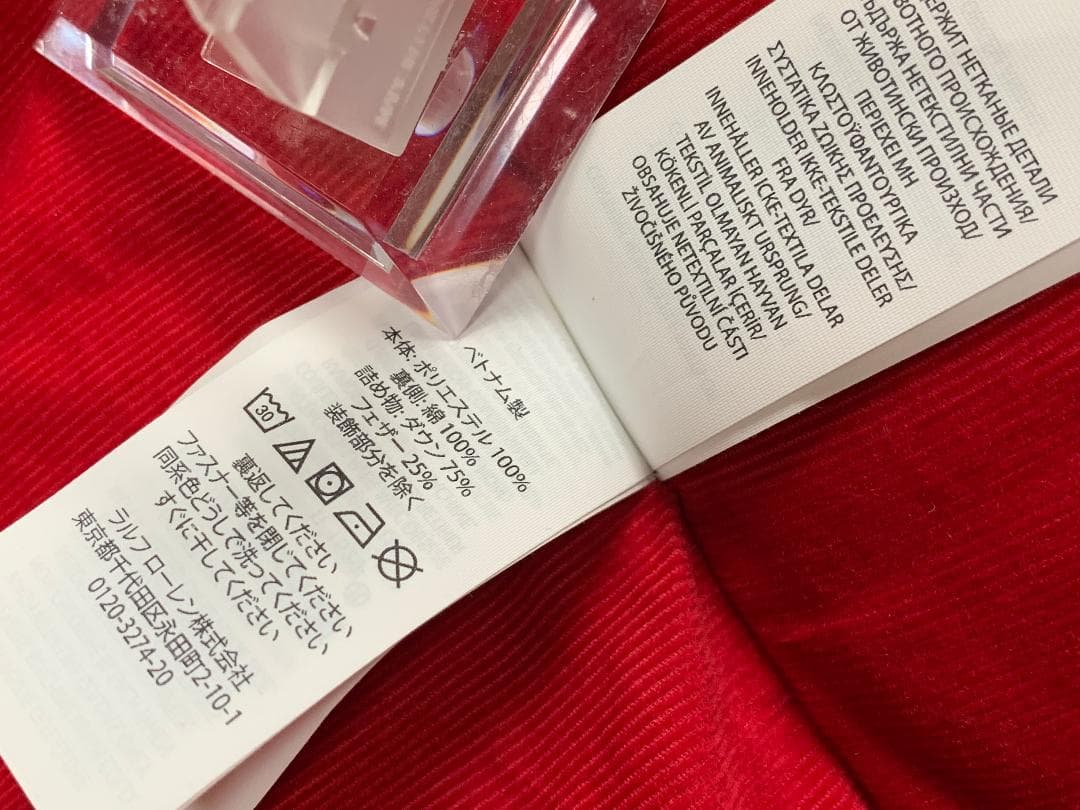 ベトナム製
本体: ポリエステル 100%
裏側: 綿 100%
詰め物: ダウン 75%
フェザー 25%
装飾部分を除く
30
裏返してください
ファスナー等を閉じてください
同系色どうしで洗ってください
すぐに干してください
ラルフ ローレン株式会社
東京都千代田区永田町2-10-1
0120-3274-20
НЕТКАНЫЕ ДЕТАЛИ
ПРОИСХОЖДЕНИЯ/
НЕТЕКСТИЛНИ ЧАСТИ
ОТ ЖИВОТИНСКИ ПРОИЗХОД/
ΠΕΡΙΕΧΕΙ ΜΗ
ΚΛΩΣΤΟΫΦΑΝΤΟΥΡΓΙΚΑ
ΣΥΣΤΑΤΙΚΑ ΖΩΙΚΗΣ ΠΡΟΕΛΕΥΣΗΣ/
INNEHOLDER IKKE-TEKSTILE DELER
FRA DYR/
INNEHÅLLER ICKE-TEXTILA DELAR
AV ANIMALISKT URSPRUNG/
TEKSTIL OLMAYAN HAYVAN
KÖKENLİ PARÇALAR İÇERİR/
OBSAHUJE NETEXTILNÍ ČÁSTI
ŽIVOČIŠNÉHO PŮVODU